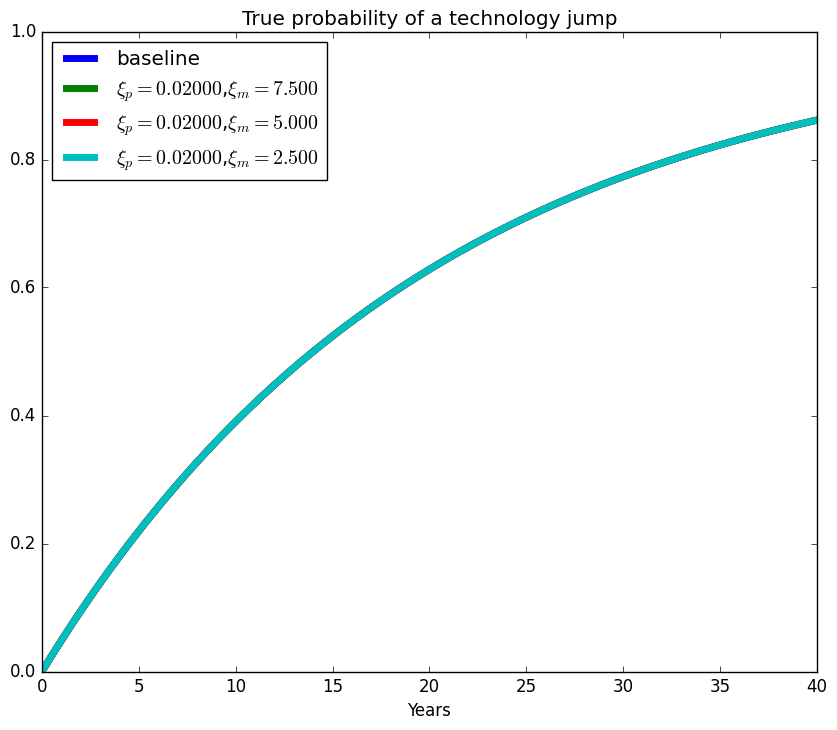 True probability of a technology jump
1.0
baseline
ξp = 0.02000,ξm = 7.500
ξp = 0.02000,ξm = 5.000
ξp = 0.02000,ξm = 2.500
0.8
0.6
0.4
0.2
0.0
0 5 10 15 20 25 30 35 40
Years